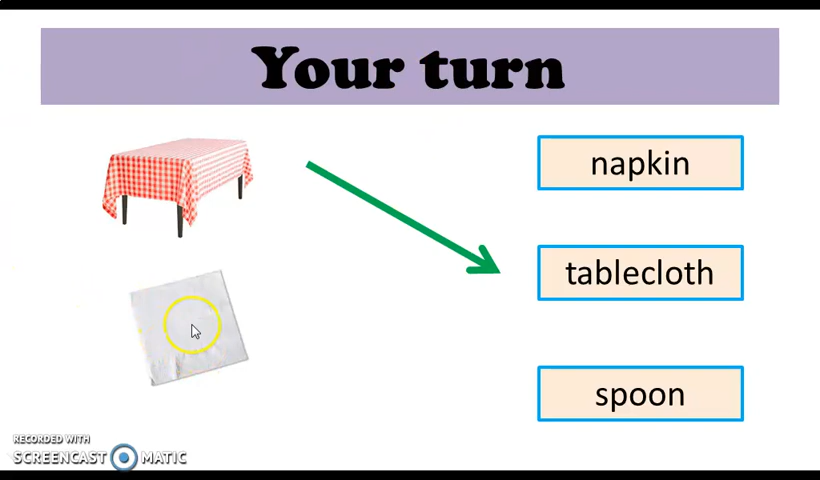 Your turn
napkin
tablecloth
spoon
RECORDED WITH
SCREENCAST MATIC